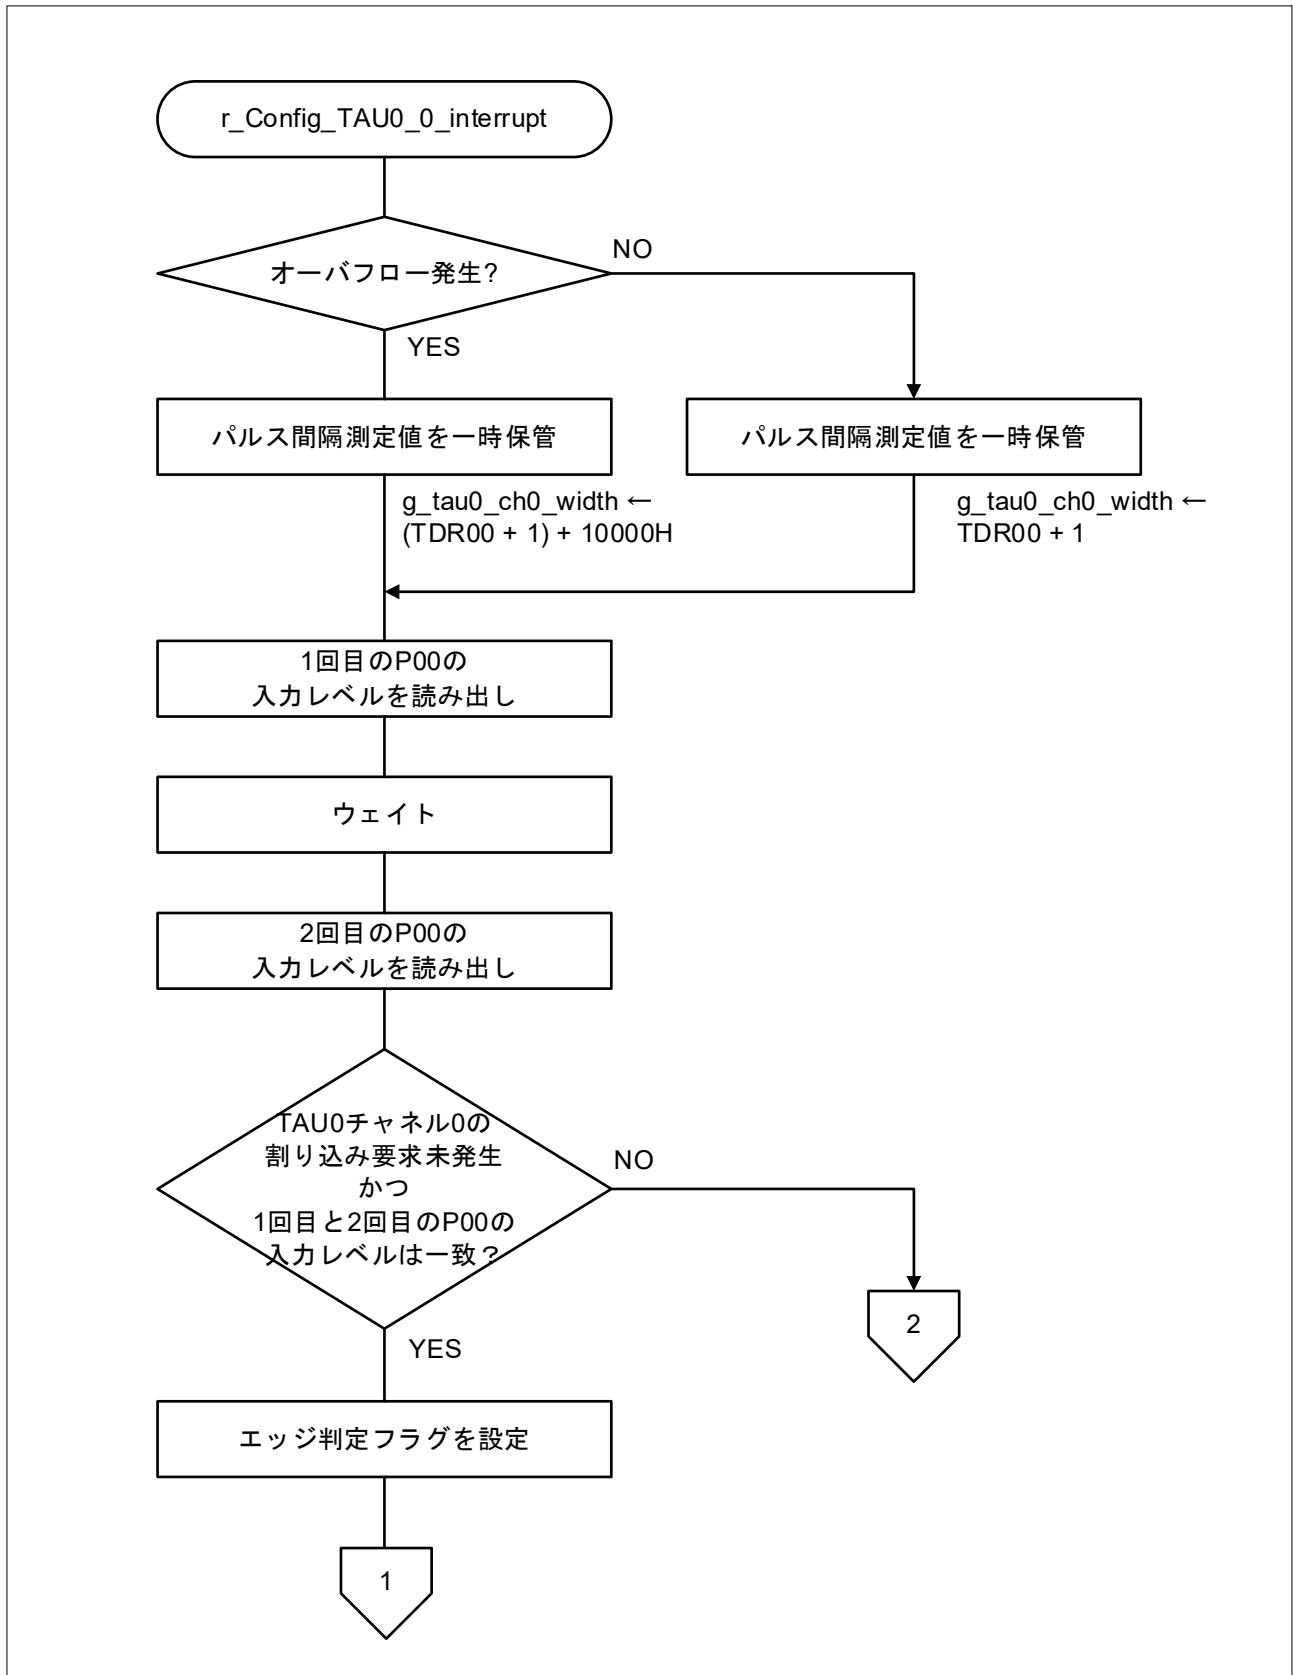 r_Config_TAU0_0_interrupt
オーバフロー発生?
NO
YES
パルス間隔測定値を一時保管
パルス間隔測定値を一時保管
g_tau0_ch0_width ←
(TDR00 + 1) + 10000H
g_tau0_ch0_width ←
TDR00 + 1
1回目のP00の
入力レベルを読み出し
ウェイト
2回目のP00の
入力レベルを読み出し
TAU0チャネル0の
割り込み要求未発生
かつ
1回目と2回目のP00の
入力レベルは一致？
NO
2
YES
エッジ判定フラグを設定
1